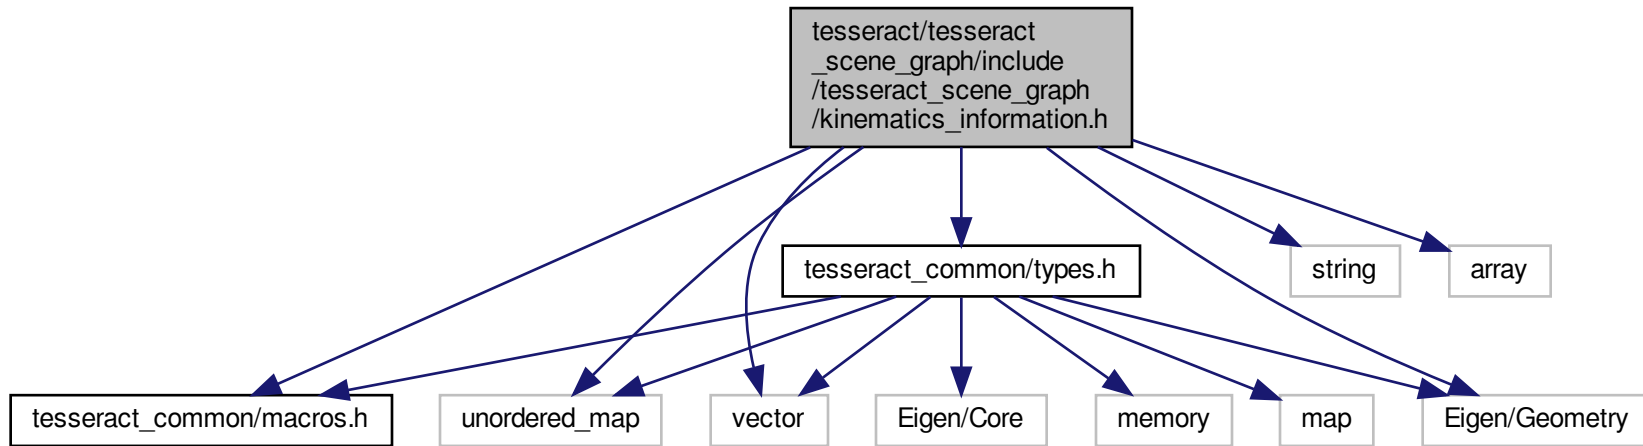 tesseract/tesseract
_scene_graph/include
/tesseract_scene_graph
/kinematics_information.h
tesseract_common/types.h
string
array
tesseract_common/macros.h
unordered_map
vector
Eigen/Core
memory
map
Eigen/Geometry